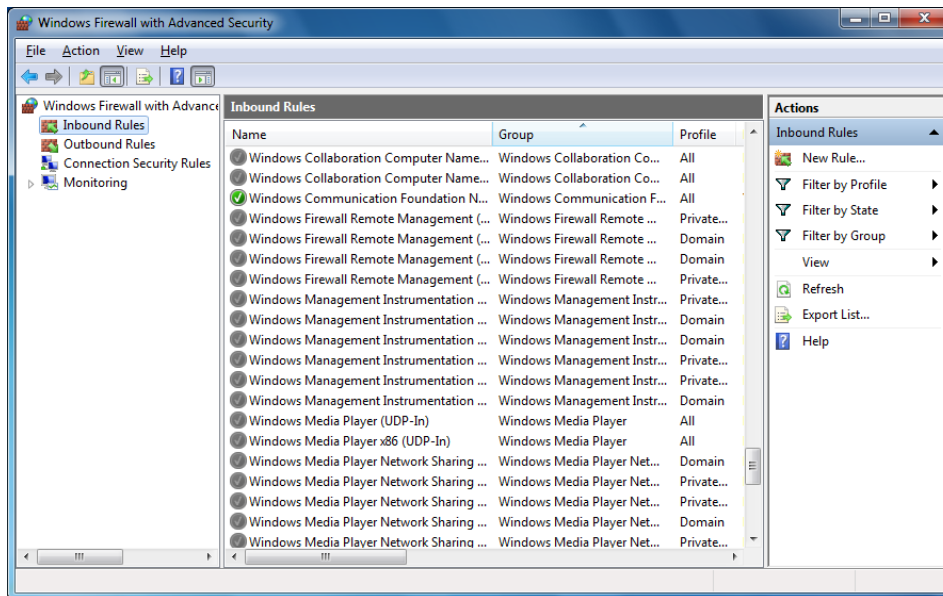 Windows Firewall with Advanced Security
File Action View Help
Windows Firewall with Advance
Inbound Rules
Outbound Rules
Connection Security Rules
Monitoring
Inbound Rules
Name Group Profile
Windows Collaboration Computer Name... Windows Collaboration Co... All
Windows Collaboration Computer Name... Windows Collaboration Co... All
Windows Communication Foundation N... Windows Communication F... All
Windows Firewall Remote Management (... Windows Firewall Remote ... Private...
Windows Firewall Remote Management (... Windows Firewall Remote ... Domain
Windows Firewall Remote Management (... Windows Firewall Remote ... Domain
Windows Firewall Remote Management (... Windows Firewall Remote ... Private...
Windows Management Instrumentation ... Windows Management Instr... Private...
Windows Management Instrumentation ... Windows Management Instr... Domain
Windows Management Instrumentation ... Windows Management Instr... Domain
Windows Management Instrumentation ... Windows Management Instr... Private...
Windows Management Instrumentation ... Windows Management Instr... Private...
Windows Management Instrumentation ... Windows Management Instr... Domain
Windows Media Player (UDP-In) Windows Media Player All
Windows Media Player x86 (UDP-In) Windows Media Player All
Windows Media Player Network Sharing ... Windows Media Player Net... Domain
Windows Media Player Network Sharing ... Windows Media Player Net... Private...
Windows Media Player Network Sharing ... Windows Media Player Net... Private...
Windows Media Player Network Sharing ... Windows Media Player Net... Domain
Windows Media Player Network Sharing ... Windows Media Player Net... Private...
Actions
Inbound Rules
New Rule...
Filter by Profile
Filter by State
Filter by Group
View
Refresh
Export List...
Help